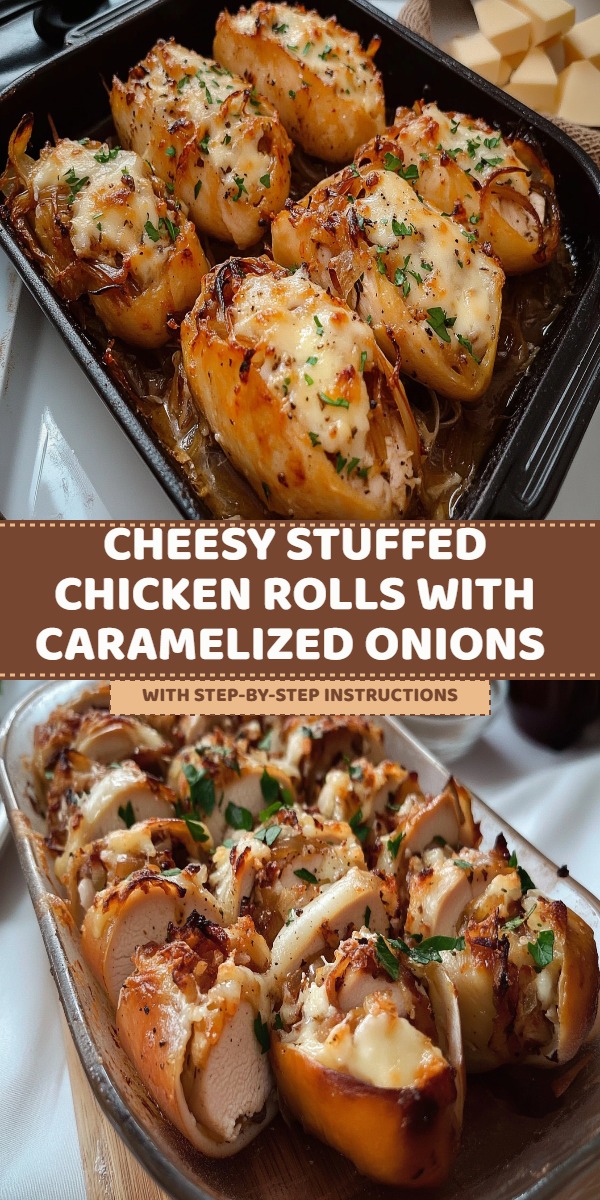 CHEESY STUFFED
CHICKEN ROLLS WITH
CARAMELIZED ONIONS
WITH STEP-BY-STEP INSTRUCTIONS